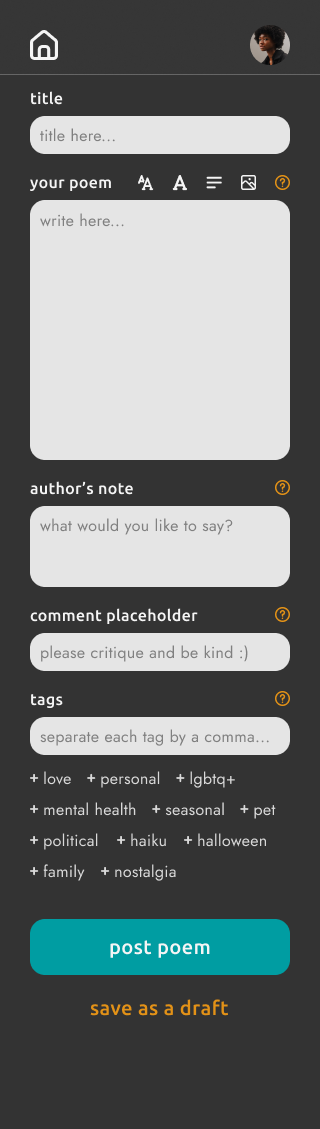 title
title here...
your poem
write here...
author's note
what would you like to say?
comment placeholder
please critique and be kind :)
tags
separate each tag by a comma...
+ love + personal + lgbtq+
+ mental health + seasonal + pet
+ political + haiku + halloween
+ family + nostalgia
post poem
save as a draft